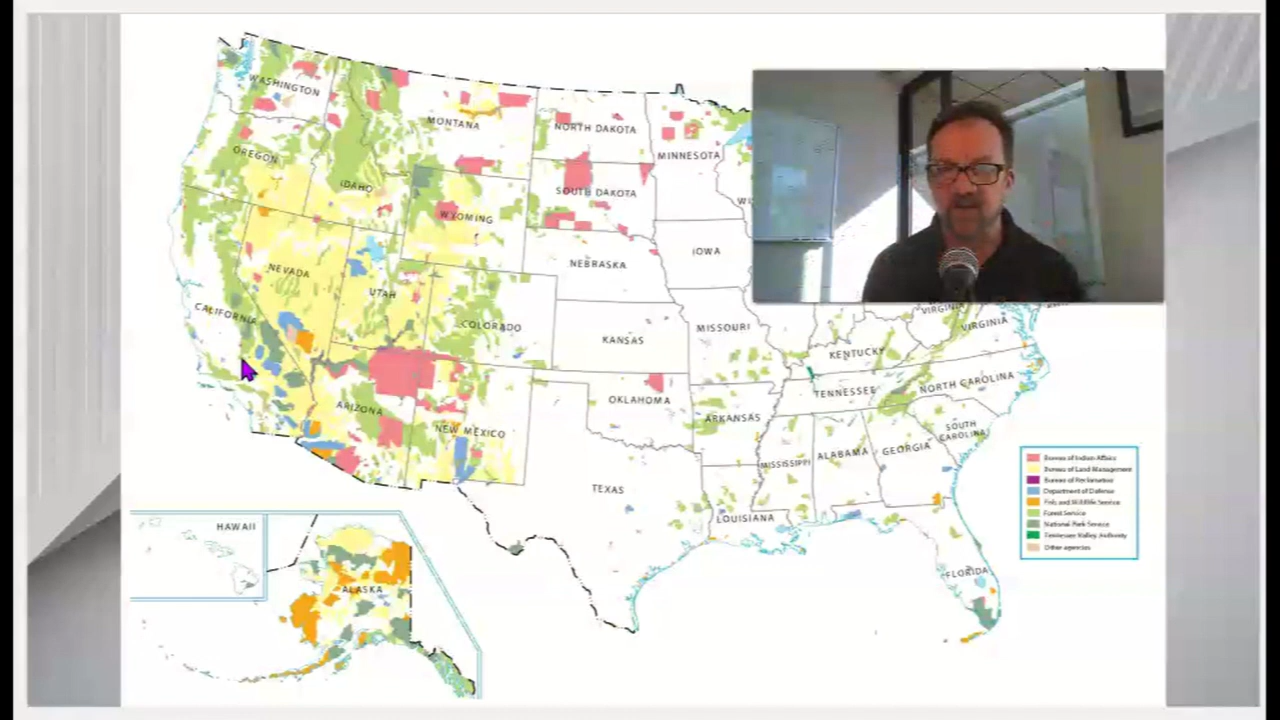 WASHINGTON
MONTANA
NORTH DAKOTA
MINNESOTA
OREGON
IDAHO
SOUTH DAKOTA
WYOMING
WI
IOWA
NEBRASKA
NEVADA
UTAH
CALIFORNIA
COLORADO
KANSAS
MISSOURI
VIRGINIA
VIRGINIA
KENTUCKY
ARIZONA
NEW MEXICO
OKLAHOMA
ARKANSAS
TENNESSEE
NORTH CAROLINA
SOUTH
CAROLINA
MISSISSIPPI
ALABAMA
GEORGIA
TEXAS
LOUISIANA
FLORIDA
HAWAII
ALASKA
Bureau of Indian Affairs
Bureau of Land Management
Bureau of Reclamation
Department of Defense
Fish and Wildlife Service
Forest Service
National Park Service
Tennessee Valley Authority
Other agencies